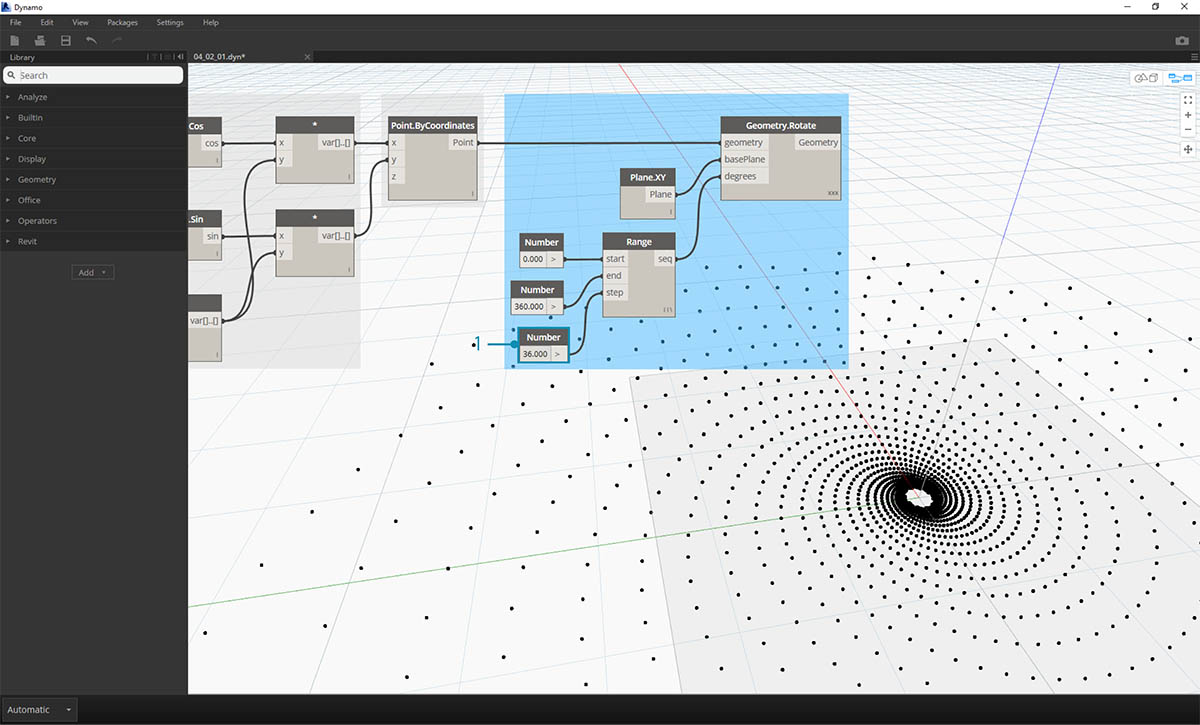 Dynamo
File Edit View Packages Settings Help
Library
04_02_01.dyn*
Search
Analyze
BuiltIn
Core
Display
Geometry
Office
Operators
Revit
Add
Cos
cos
*
x var[]..[]
y
Point.ByCoordinates
x Point
y
z
Geometry.Rotate
geometry Geometry
basePlane
degrees
xxx
Plane.XY
Plane
.Sin
sin
*
x var[]..[]
y
var[]..[]
Number
0.000 >
Range
start seq
end
step
Number
360.000 >
Number
36.000 >
1
Automatic